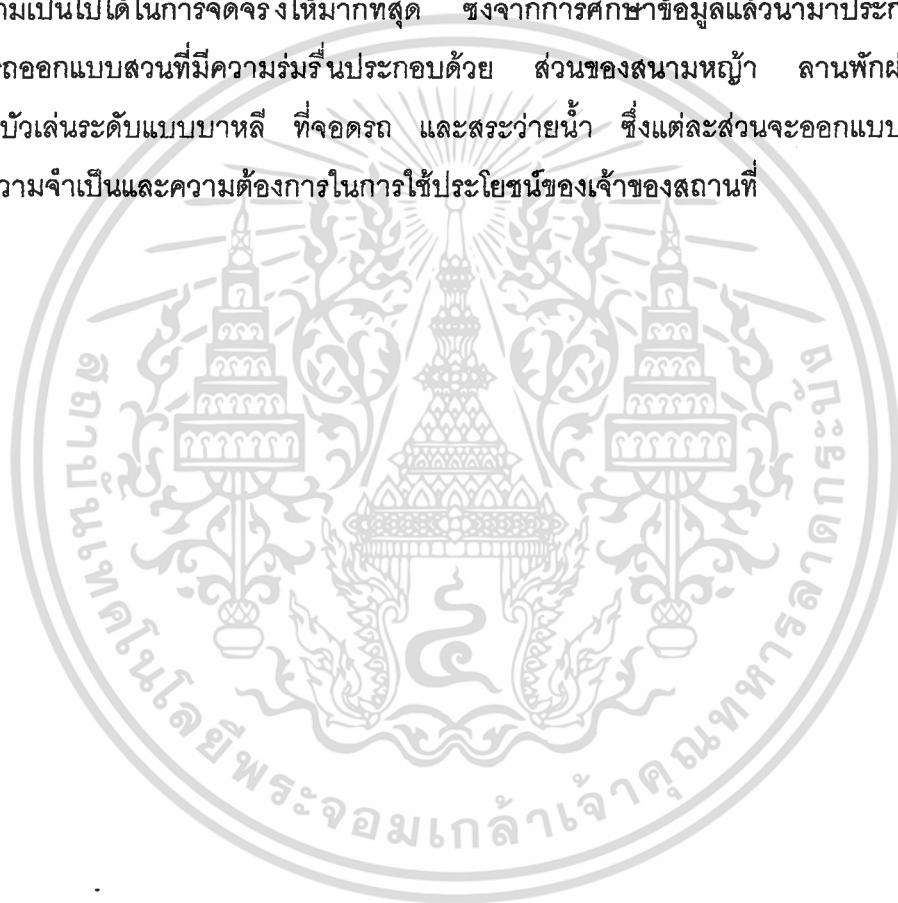 ามเป็นไปได้ในการจัดจริงให้มากที่สุด ซึ่งจากการศึกษาข้อมูลแล้วนำมาประก
รถออกแบบสวนที่มีความร่มรื่นประกอบด้วย ส่วนของสนามหญ้า ลานพักผ่
บัวเล่นระดับแบบบาหลี ที่จอดรถ และสระว่ายน้ำ ซึ่งแต่ละส่วนจะออกแบบ
วามจำเป็นและความต้องการในการใช้ประโยชน์ของเจ้าของสถานที่
สถาบันเทคโนโลยีพระจอมเกล้าเจ้าคุณทหารลาดกระบัง
๔